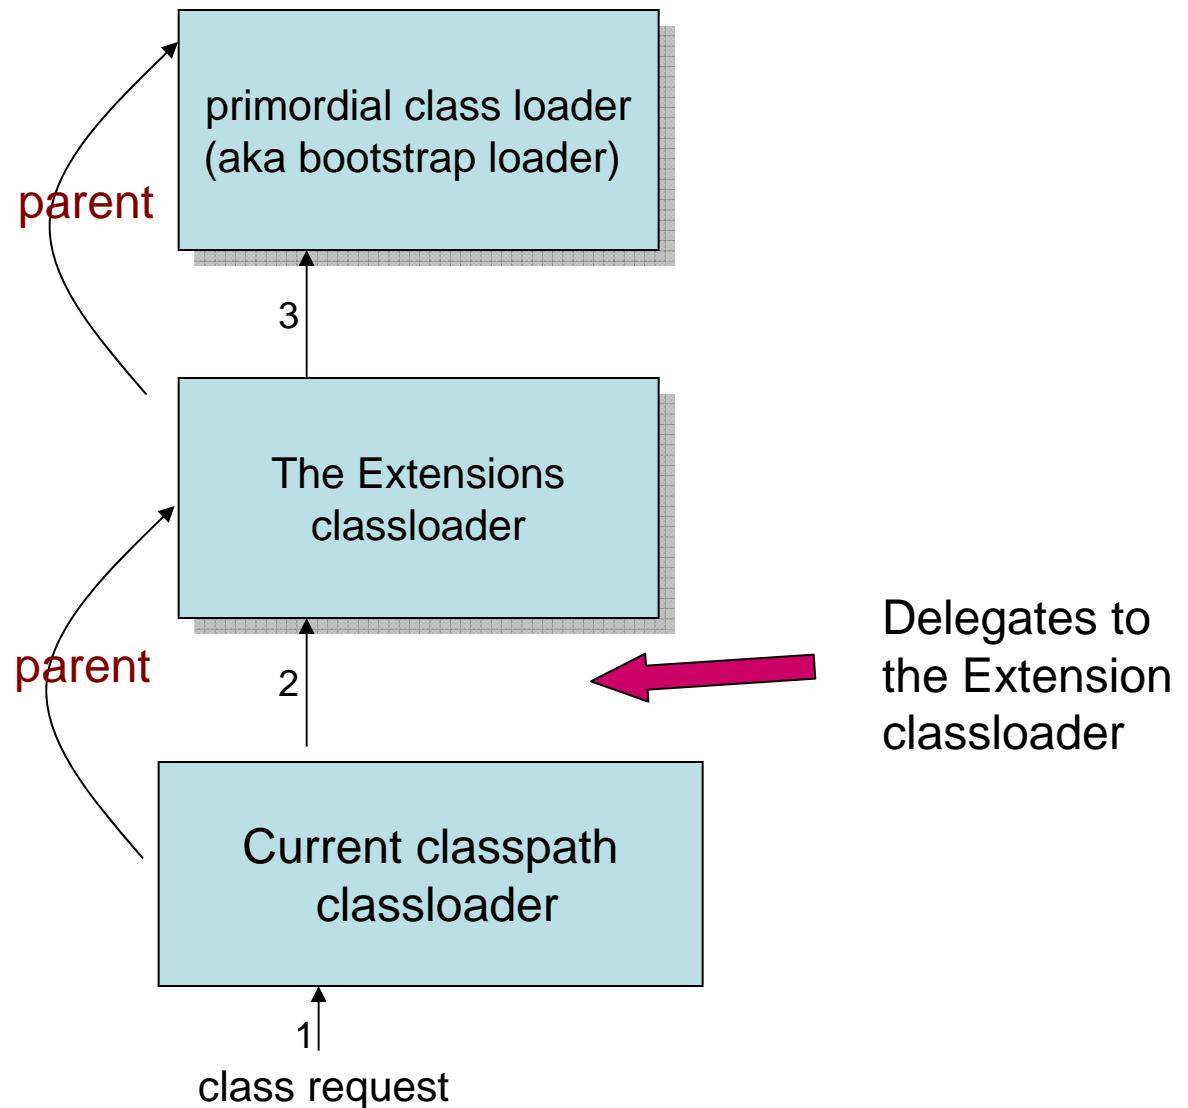 primordial class loader
(aka bootstrap loader)
parent
3
The Extensions
classloader
parent
2
Delegates to
the Extension
classloader
Current classpath
classloader
1
class request